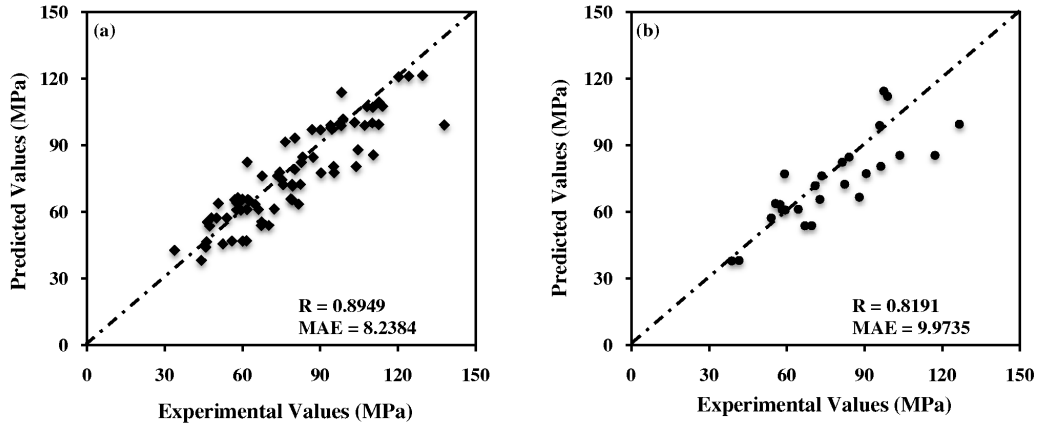 (a)
Predicted Values (MPa)
150
120
90
60
30
0
R = 0.8949
MAE = 8.2384
0 30 60 90 120 150
Experimental Values (MPa)
(b)
Predicted Values (MPa)
150
120
90
60
30
0
R = 0.8191
MAE = 9.9735
0 30 60 90 120 150
Experimental Values (MPa)